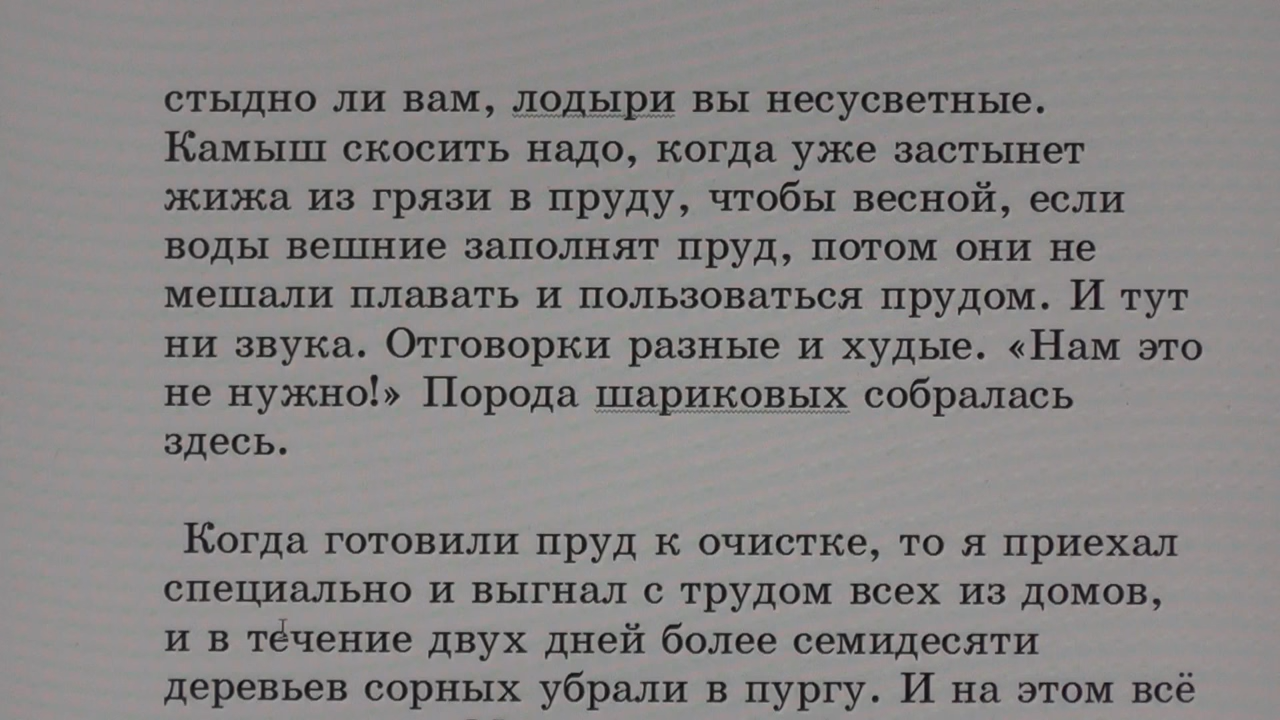 стыдно ли вам, лодыри вы несусветные.
Камыш скосить надо, когда уже застынет
жижа из грязи в пруду, чтобы весной, если
воды вешние заполнят пруд, потом они не
мешали плавать и пользоваться прудом. И тут
ни звука. Отговорки разные и худые. «Нам это
не нужно!» Порода шариковых собралась
здесь.
Когда готовили пруд к очистке, то я приехал
специально и выгнал с трудом всех из домов,
и в течение двух дней более семидесяти
деревьев сорных убрали в пургу. И на этом всё